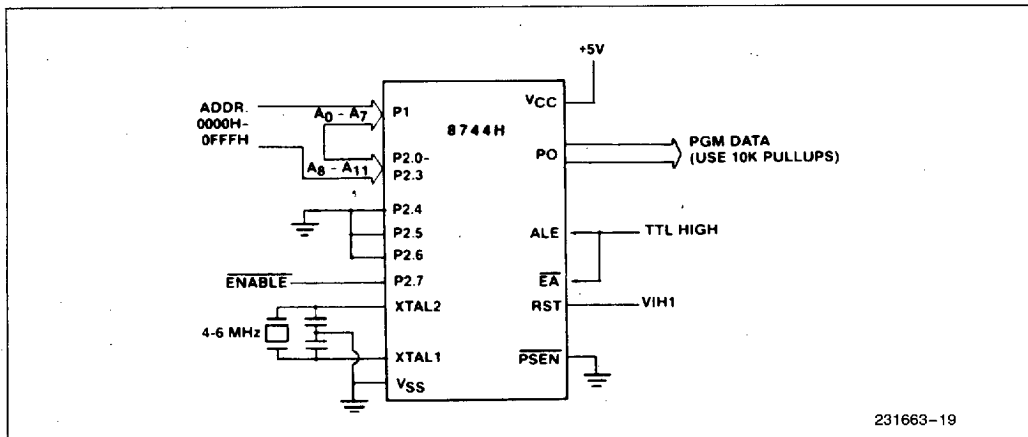 +5V
VCC
ADDR.
0000H-
0FFFH
A0 - A7
P1
8744H
P2.0-
P2.3
A8 - A11
PO
PGM DATA
(USE 10K PULLUPS)
P2.4
P2.5
P2.6
ALE
TTL HIGH
ENABLE
P2.7
EA
XTAL2
RST
VIH1
4-6 MHz
XTAL1
PSEN
VSS
231663-19